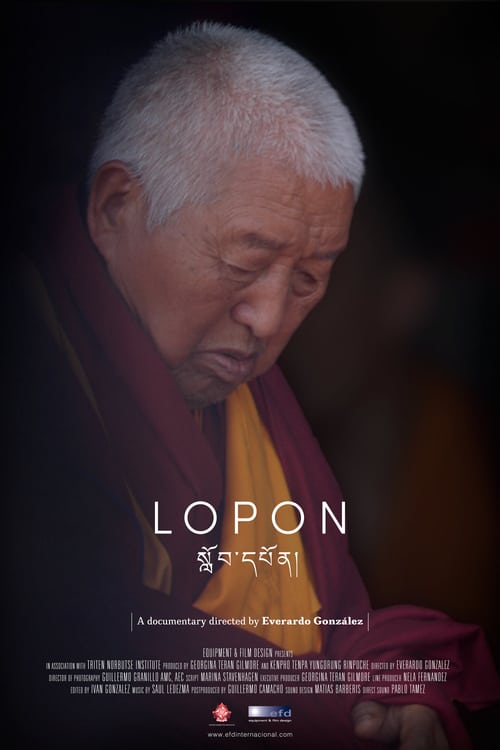 LOPON
སློབ་དཔོན།
A documentary directed by Everardo González
EQUIPMENT & FILM DESIGN PRESENTS
IN ASSOCIATION WITH TRITEN NORBUTSE INSTITUTE PRODUCED BY GEORGINA TERAN GILMORE AND KENPHO TENPA YUNGDRUNG RINPOCHE DIRECTED BY EVERARDO GONZALEZ
DIRECTOR OF PHOTOGRAPHY GUILLERMO GRANILLO AMC, AEC SCRIPT MARINA STAVENHAGEN EXECUTIVE PRODUCER GEORGINA TERAN GILMORE LINE PRODUCER NELA FERNANDEZ
EDITED BY IVAN GONZALEZ MUSIC BY SAUL LEDEZMA POSTPRODUCED BY GUILLERMO CAMACHO SOUND DESIGN MATIAS BARBERIS DIRECT SOUND PABLO TAMEZ
efd
equipment & film design
www.efdinternacional.com